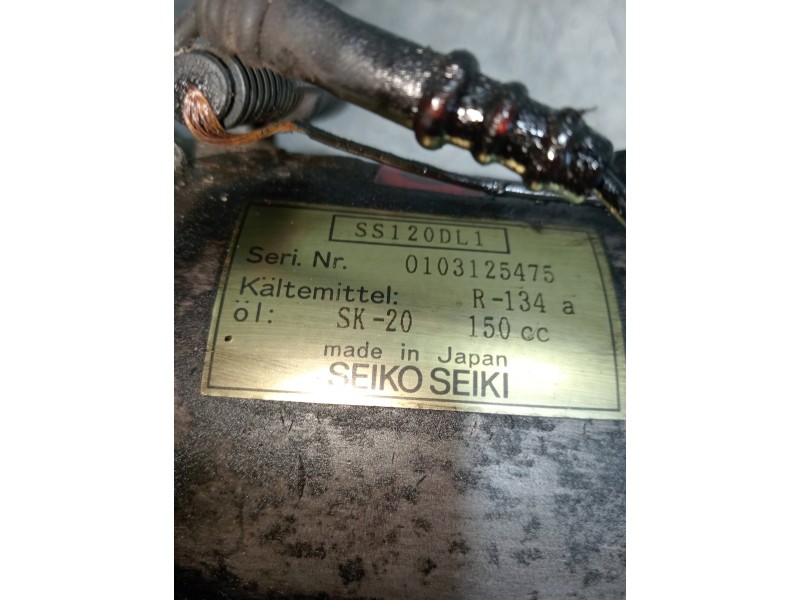 SS120DL1
Seri. Nr. 0103125475
Kältemittel: R-134 a
öl: SK-20 150 cc
made in Japan
SEIKO SEIKI